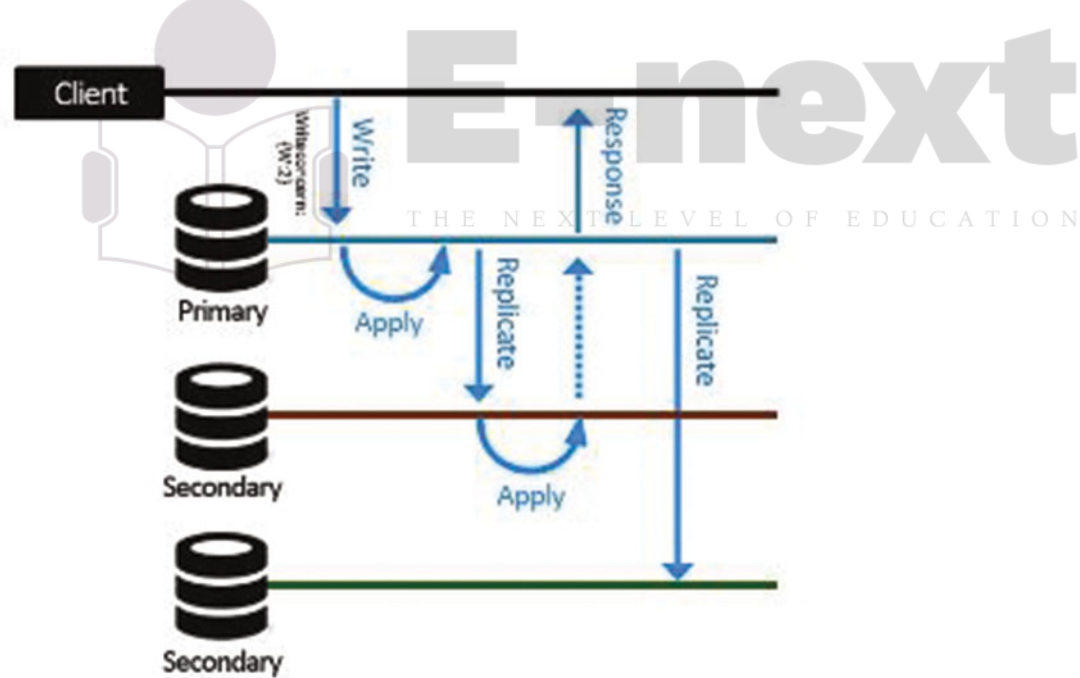 E-next
THE NEXT LEVEL OF EDUCATION
Client
Write
Writeconcern:
{W:2}
Response
Primary
Apply
Replicate
Replicate
Secondary
Apply
Secondary